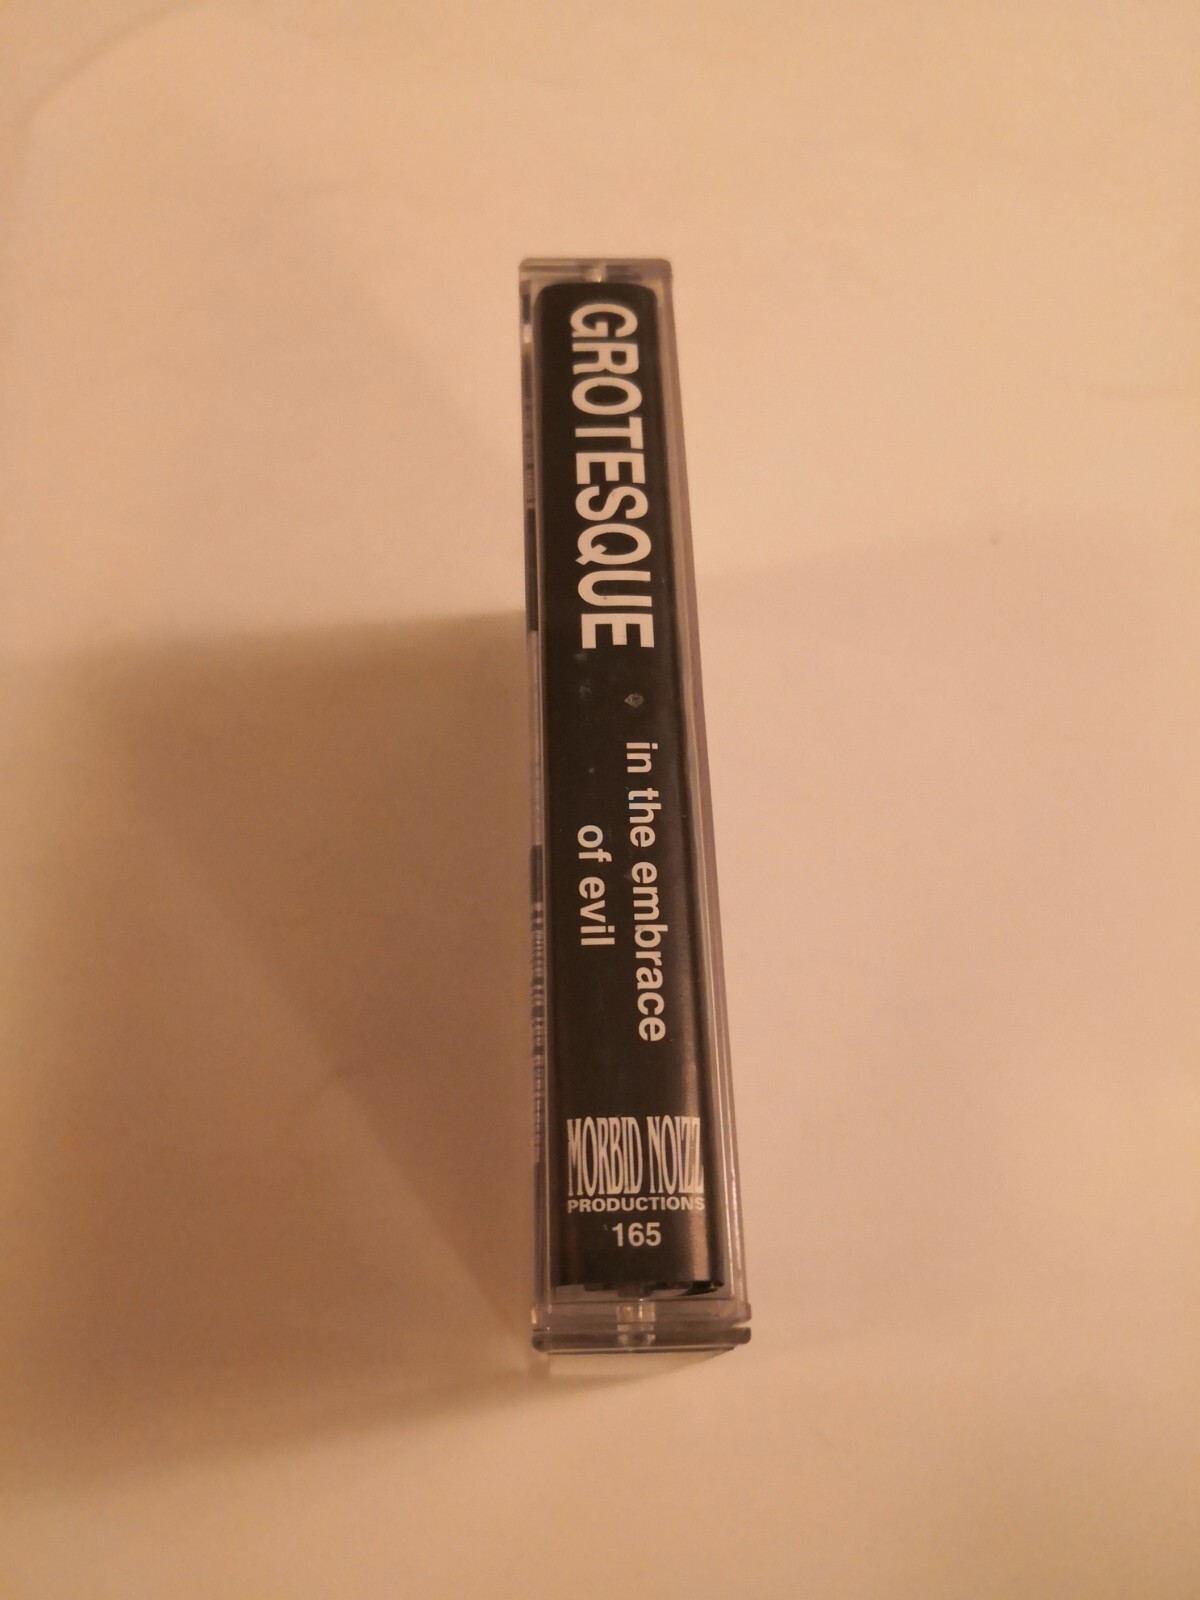 GROTESQUE
in the embrace
of evil
MORBID NOIZZ
PRODUCTIONS
165